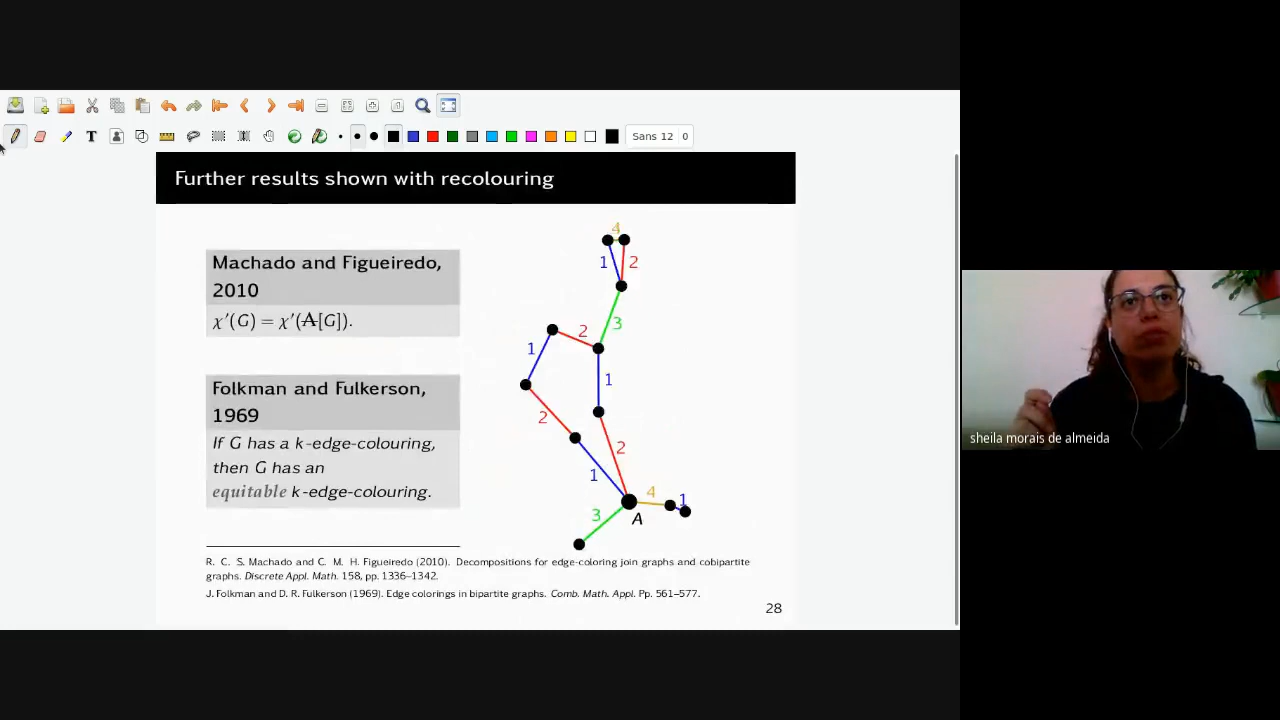 Sans 12 0
Further results shown with recolouring
Machado and Figueiredo,
2010
χ′(G) = χ′(A[G]).
Folkman and Fulkerson,
1969
If G has a k-edge-colouring,
then G has an
equitable k-edge-colouring.
4
1 2
3
2
1
1
2
2
1
4 1
3
A
R. C. S. Machado and C. M. H. Figueiredo (2010). Decompositions for edge-coloring join graphs and cobipartite
graphs. Discrete Appl. Math. 158, pp. 1336–1342.
J. Folkman and D. R. Fulkerson (1969). Edge colorings in bipartite graphs. Comb. Math. Appl. Pp. 561–577.
28
sheila morais de almeida